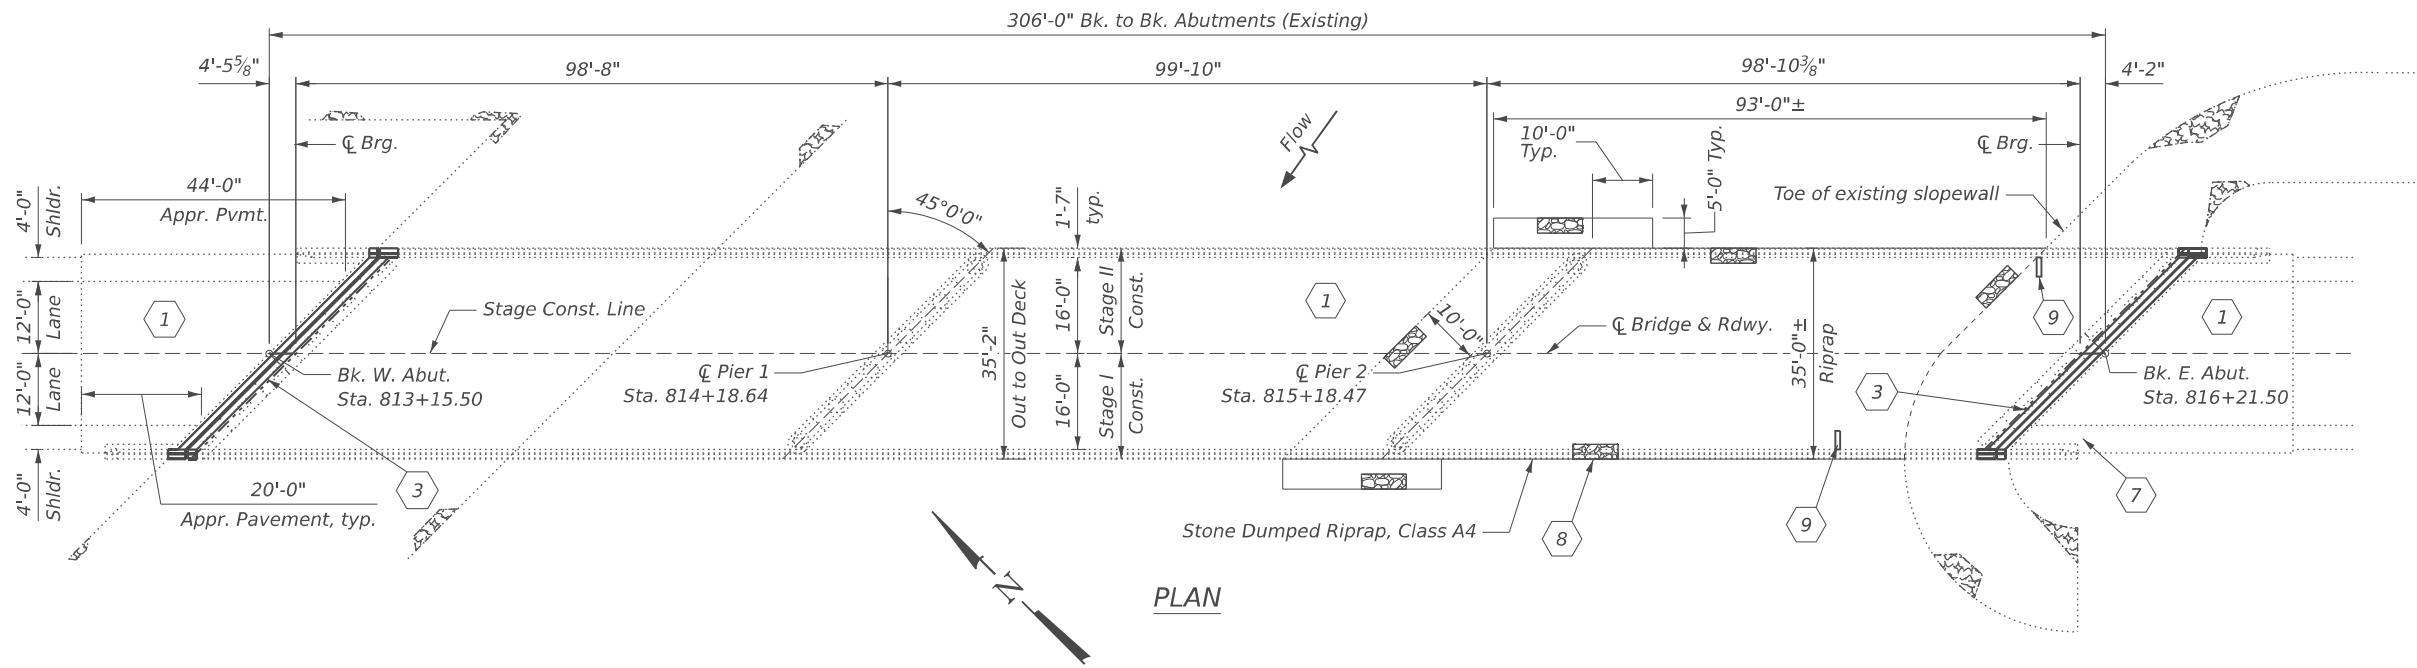 306'-0" Bk. to Bk. Abutments (Existing)
4'-5⅝"
98'-8"
99'-10"
98'-10⅜"
4'-2"
93'-0"±
℄ Brg.
Flow
10'-0"
Typ.
5'-0" Typ.
℄ Brg.
44'-0"
Appr. Pvmt.
4'-0"
Shldr.
45°0'0"
1'-7"
typ.
Toe of existing slopewall
12'-0"
Lane
1
Stage Const. Line
35'-2"
Out to Out Deck
16'-0"
Stage II
Const.
1
10'-0"
℄ Bridge & Rdwy.
35'-0"±
Riprap
9
1
12'-0"
Lane
Bk. W. Abut.
Sta. 813+15.50
℄ Pier 1
Sta. 814+18.64
16'-0"
Stage I
Const.
℄ Pier 2
Sta. 815+18.47
3
Bk. E. Abut.
Sta. 816+21.50
4'-0"
Shldr.
20'-0"
Appr. Pavement, typ.
3
Stone Dumped Riprap, Class A4
8
9
7
N
PLAN